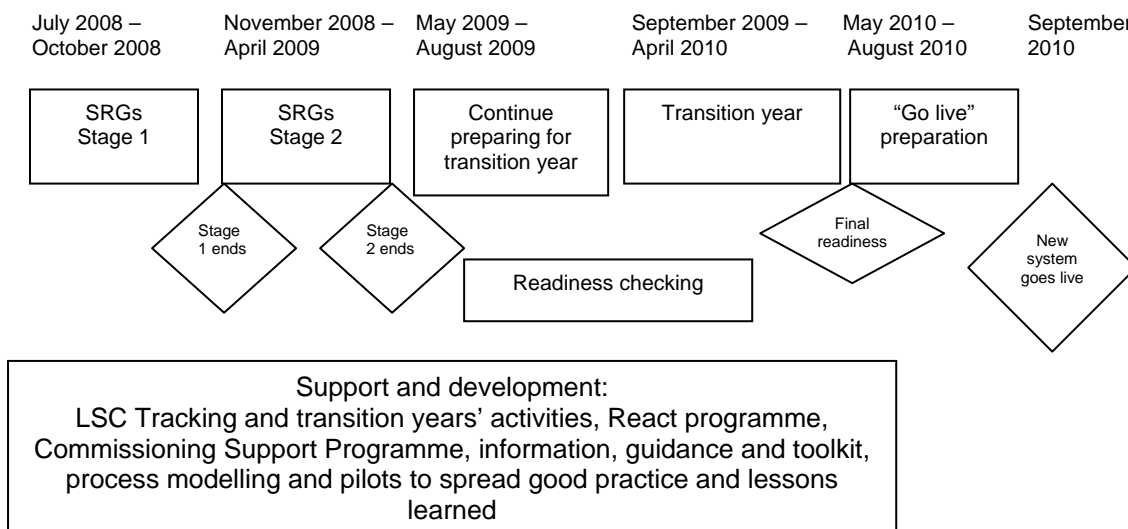 July 2008 –
October 2008
November 2008 –
April 2009
May 2009 –
August 2009
September 2009 –
April 2010
May 2010 –
August 2010
September
2010
SRGs
Stage 1
SRGs
Stage 2
Continue
preparing for
transition year
Transition year
“Go live”
preparation
Stage
1 ends
Stage
2 ends
Final
readiness
New
system
goes live
Readiness checking
Support and development:
LSC Tracking and transition years’ activities, React programme,
Commissioning Support Programme, information, guidance and toolkit,
process modelling and pilots to spread good practice and lessons
learned